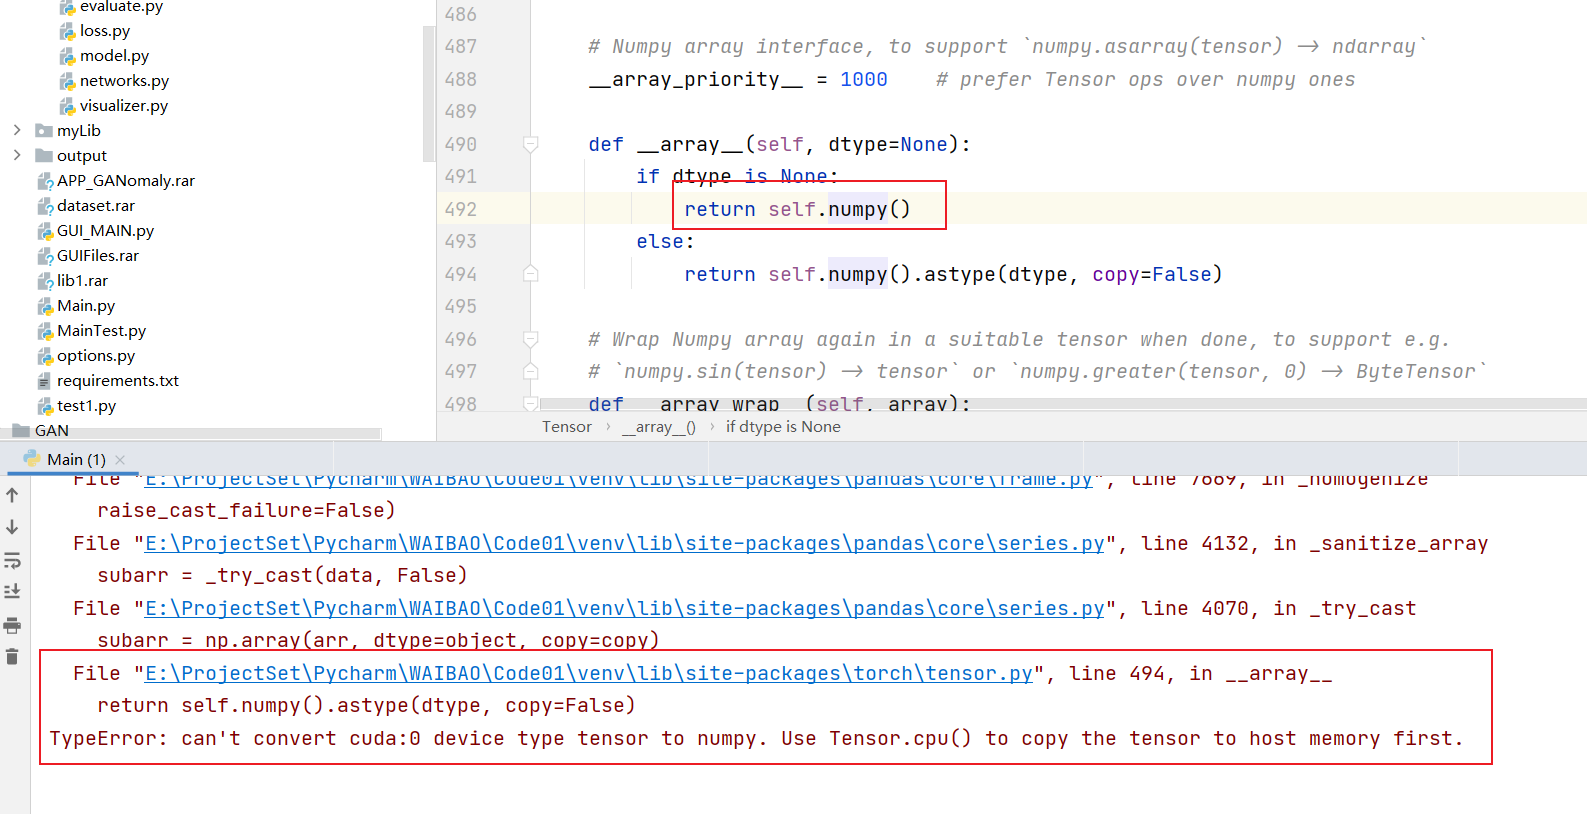 evaluate.py
loss.py
model.py
networks.py
visualizer.py
myLib
output
APP_GANomaly.rar
dataset.rar
GUI_MAIN.py
GUIFiles.rar
lib1.rar
Main.py
MainTest.py
options.py
requirements.txt
test1.py
GAN
486
487 # Numpy array interface, to support `numpy.asarray(tensor) -> ndarray`
488 __array_priority__ = 1000    # prefer Tensor ops over numpy ones
489
490 def __array__(self, dtype=None):
491 if dtype is None:
492 return self.numpy()
493 else:
494 return self.numpy().astype(dtype, copy=False)
495
496 # Wrap Numpy array again in a suitable tensor when done, to support e.g.
497 # `numpy.sin(tensor) -> tensor` or `numpy.greater(tensor, 0) -> ByteTensor`
498 def __array_wrap__(self, array):
Tensor › __array__() › if dtype is None
Main (1) ×
File "E:\ProjectSet\Pycharm\WAIBAO\Code01\venv\lib\site-packages\pandas\core\frame.py", line 7669, in _homogenize
raise_cast_failure=False)
File "E:\ProjectSet\Pycharm\WAIBAO\Code01\venv\lib\site-packages\pandas\core\series.py", line 4132, in _sanitize_array
subarr = _try_cast(data, False)
File "E:\ProjectSet\Pycharm\WAIBAO\Code01\venv\lib\site-packages\pandas\core\series.py", line 4070, in _try_cast
subarr = np.array(arr, dtype=object, copy=copy)
File "E:\ProjectSet\Pycharm\WAIBAO\Code01\venv\lib\site-packages\torch\tensor.py", line 494, in __array__
return self.numpy().astype(dtype, copy=False)
TypeError: can't convert cuda:0 device type tensor to numpy. Use Tensor.cpu() to copy the tensor to host memory first.